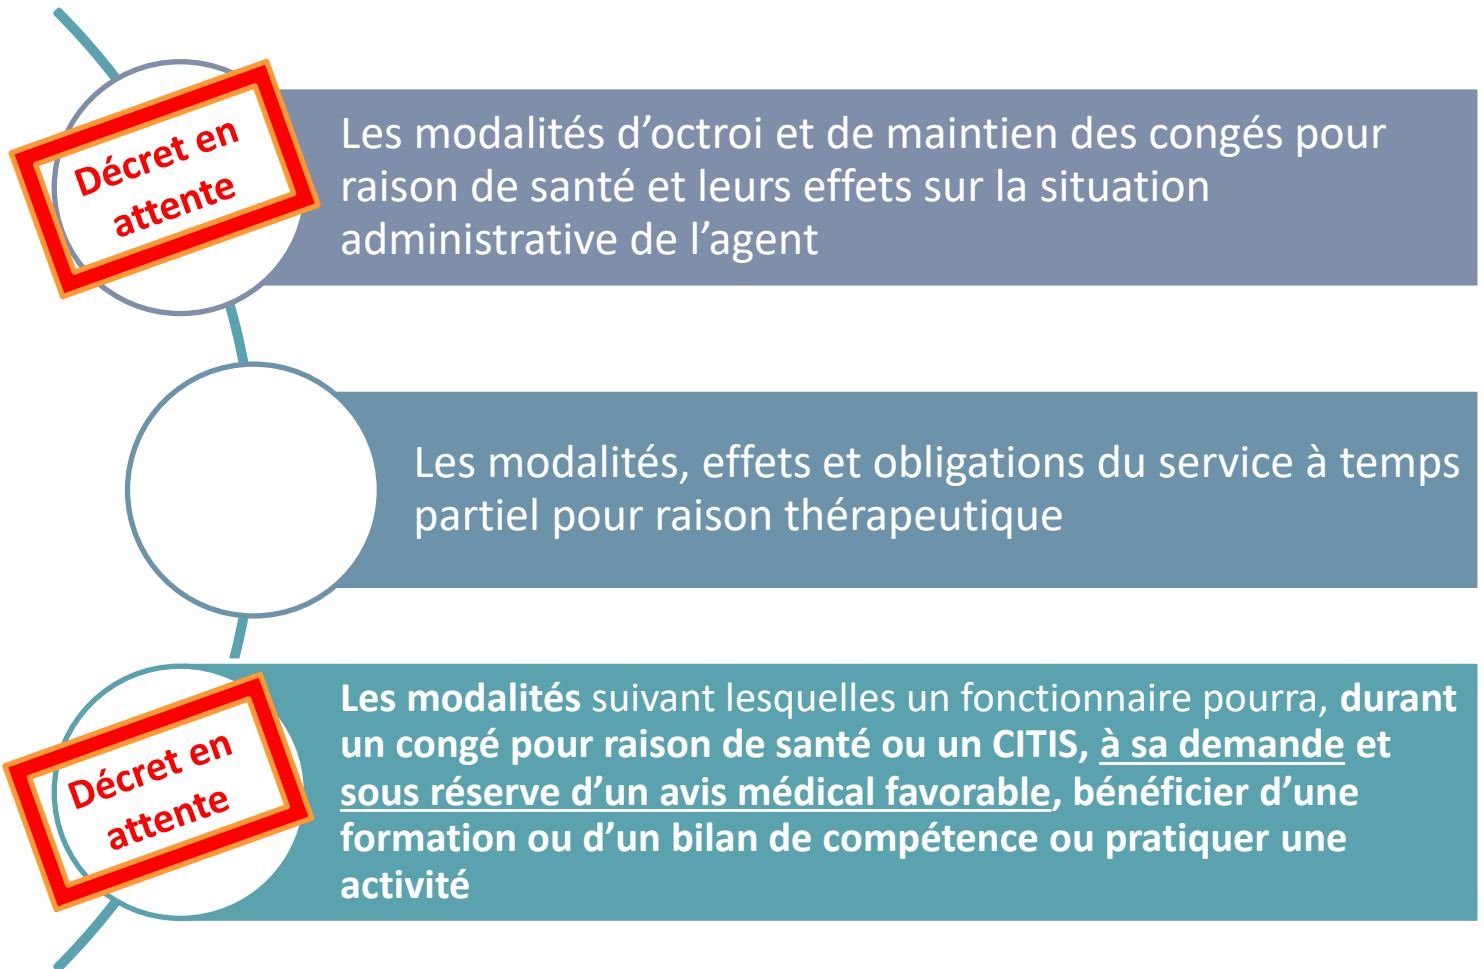 Décret en
attente
Les modalités d’octroi et de maintien des congés pour
raison de santé et leurs effets sur la situation
administrative de l’agent
Les modalités, effets et obligations du service à temps
partiel pour raison thérapeutique
Décret en
attente
Les modalités suivant lesquelles un fonctionnaire pourra, durant
un congé pour raison de santé ou un CITIS, à sa demande et
sous réserve d’un avis médical favorable, bénéficier d’une
formation ou d’un bilan de compétence ou pratiquer une
activité